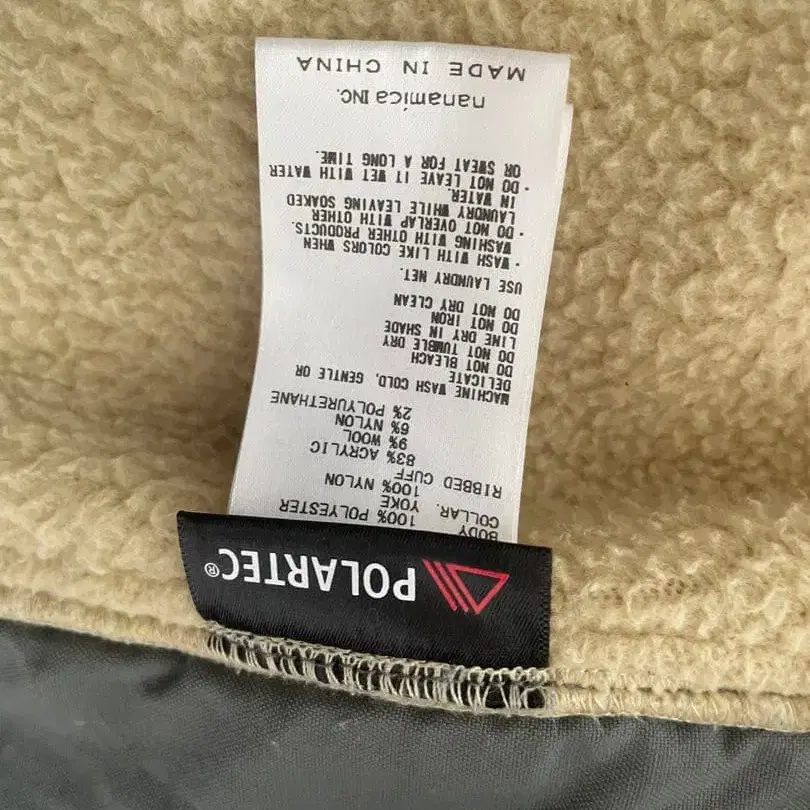 POLARTEC®
BODY 100% POLYESTER
COLLAR. YOKE
100% NYLON
RIBBED CUFF
83% ACRYLIC
9% WOOL
6% NYLON
2% POLYURETHANE
MACHINE WASH COLD, GENTLE OR
DELICATE
DO NOT BLEACH
DO NOT TUMBLE DRY
LINE DRY IN SHADE
DO NOT IRON
DO NOT DRY CLEAN
USE LAUNDRY NET.
・WASH WITH LIKE COLORS WHEN
WASHING WITH OTHER PRODUCTS.
・DO NOT OVERLAP WITH OTHER
LAUNDRY WHILE LEAVING SOAKED
IN WATER.
・DO NOT LEAVE IT WET WITH WATER
OR SWEAT FOR A LONG TIME.
nanamica INC.
MADE IN CHINA